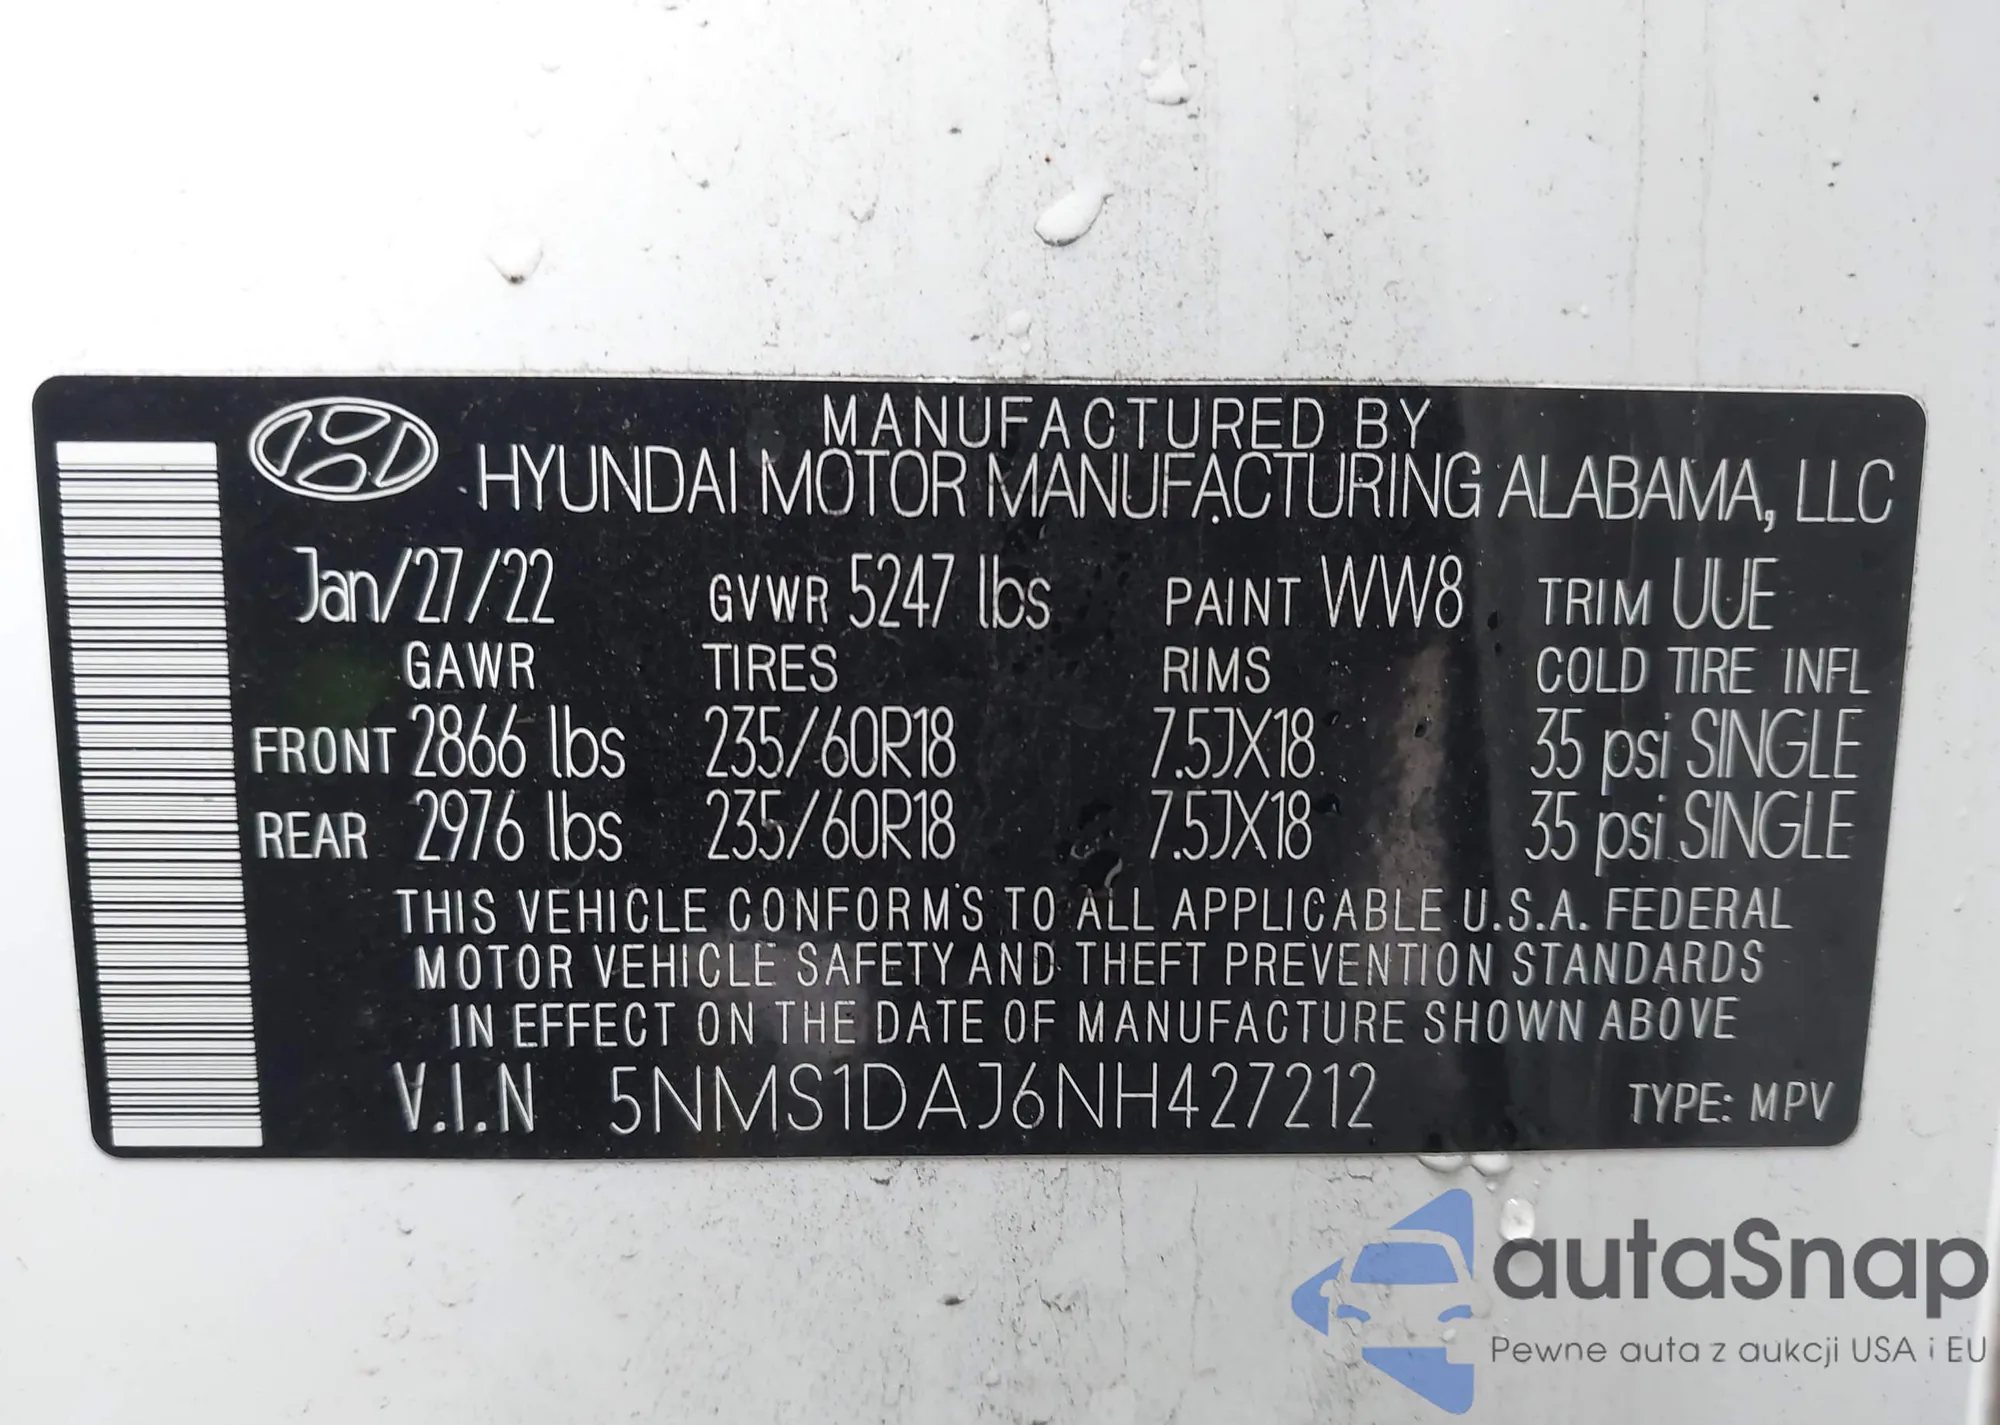 MANUFACTURED BY
HYUNDAI MOTOR MANUFACTURING ALABAMA, LLC
Jan/27/22 GVWR 5247 lbs PAINT WW8 TRIM UUE
GAWR TIRES RIMS COLD TIRE INFL
FRONT 2866 lbs 235/60R18 7.5JX18 35 psi SINGLE
REAR 2976 lbs 235/60R18 7.5JX18 35 psi SINGLE
THIS VEHICLE CONFORMS TO ALL APPLICABLE U.S.A. FEDERAL
MOTOR VEHICLE SAFETY AND THEFT PREVENTION STANDARDS
IN EFFECT ON THE DATE OF MANUFACTURE SHOWN ABOVE
V.I.N 5NMS1DAJ6NH427212 TYPE: MPV
autaSnap
Pewne auta z aukcji USA i EU